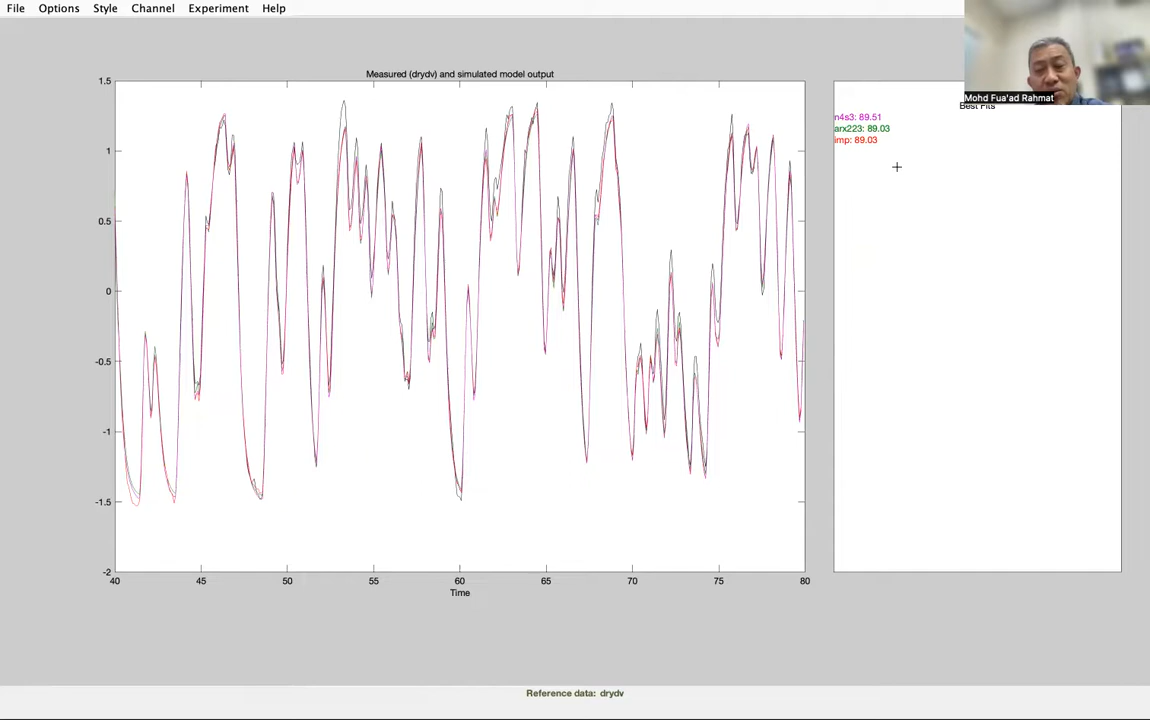 File Options Style Channel Experiment Help
Mohd Fua'ad Rahmat
Measured (drydv) and simulated model output
Best Fits
n4s3: 89.51
arx223: 89.03
imp: 89.03
1.5
1
0.5
0
-0.5
-1
-1.5
-2
40 45 50 55 60 65 70 75 80
Time
Reference data: drydv